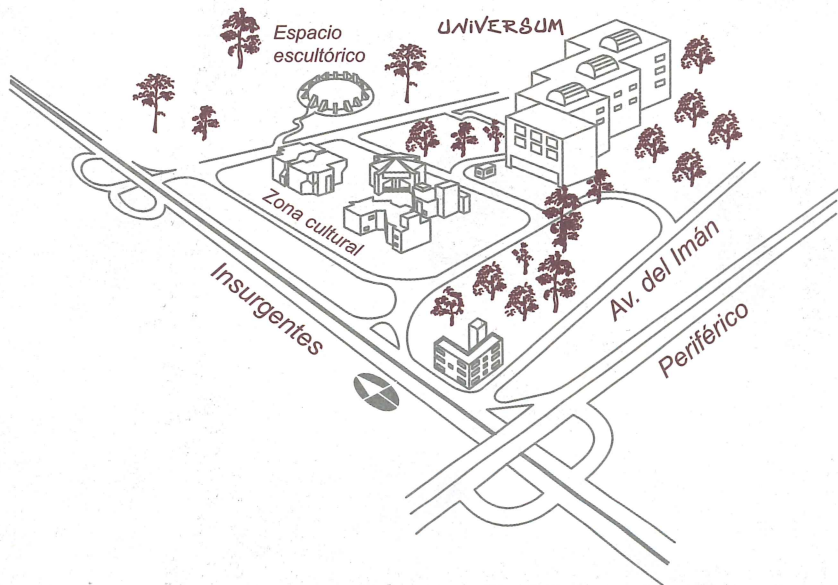 UNiVERSUM
Espacio
escultórico
Zona cultural
Insurgentes
Av. del Imán
Periférico